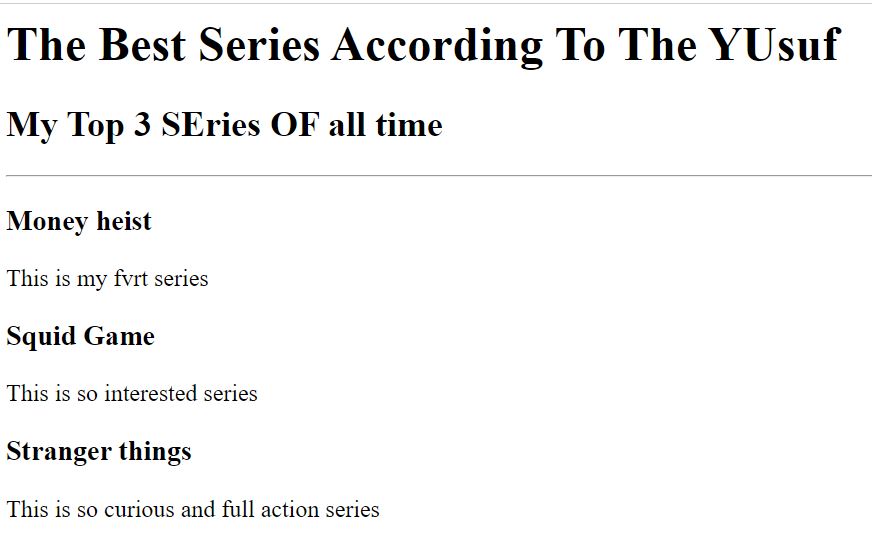 The Best Series According To The YUsuf
My Top 3 SEries OF all time
Money heist
This is my fvrt series
Squid Game
This is so interested series
Stranger things
This is so curious and full action series